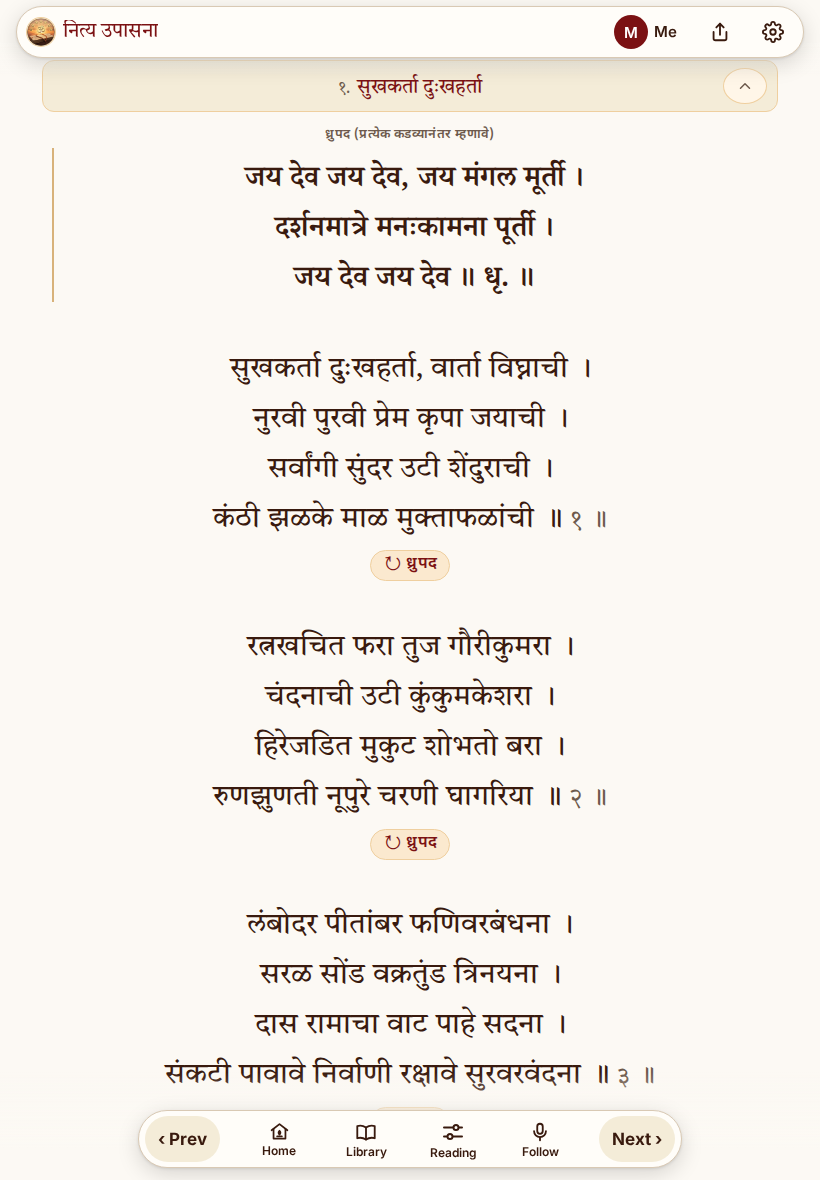 नित्य उपासना
M Me
१. सुखकर्ता दुःखहर्ता
ध्रुपद (प्रत्येक कडव्यानंतर म्हणावे)
जय देव जय देव, जय मंगल मूर्ती ।
दर्शनमात्रे मनःकामना पूर्ती ।
जय देव जय देव ॥ धृ. ॥
सुखकर्ता दुःखहर्ता, वार्ता विघ्नाची ।
नुरवी पुरवी प्रेम कृपा जयाची ।
सर्वांगी सुंदर उटी शेंदुराची ।
कंठी झळके माळ मुक्ताफळांची ॥ १ ॥
ध्रुपद
रत्नखचित फरा तुज गौरीकुमरा ।
चंदनाची उटी कुंकुमकेशरा ।
हिरेजडित मुकुट शोभतो बरा ।
रुणझुणती नूपुरे चरणी घागरिया ॥ २ ॥
ध्रुपद
लंबोदर पीतांबर फणिवरबंधना ।
सरळ सोंड वक्रतुंड त्रिनयना ।
दास रामाचा वाट पाहे सदना ।
संकटी पावावे निर्वाणी रक्षावे सुरवरवंदना ॥ ३ ॥
‹ Prev Home Library Reading Follow Next ›